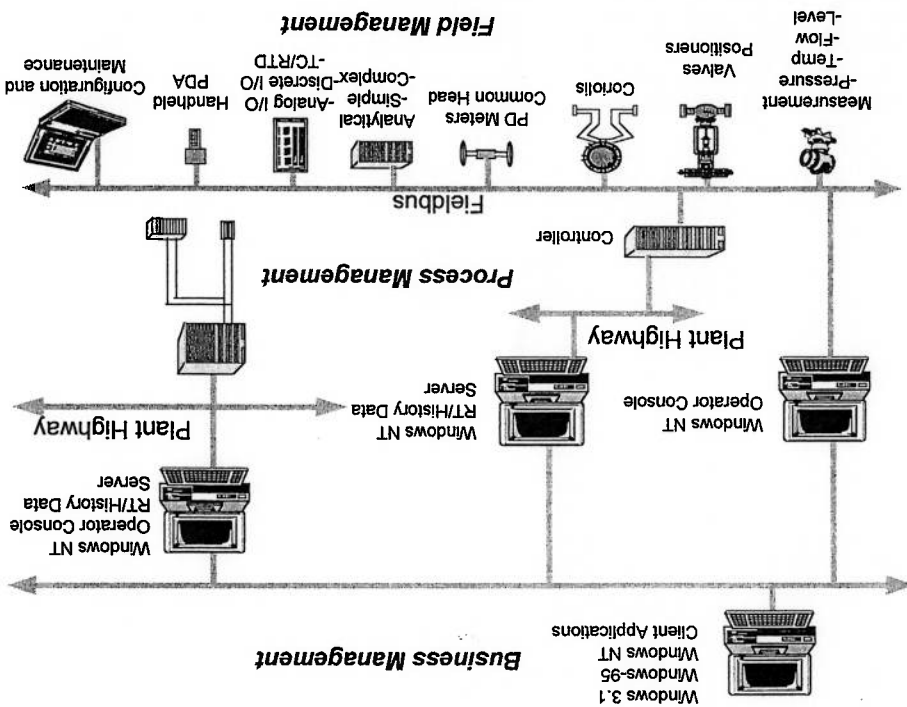 Windows 3.1
Windows-95
Windows NT
Client Applications
Business Management
Windows NT
Operator Console
Windows NT
RT/History Data
Server
Windows NT
Operator Console
RT/History Data
Server
Plant Highway
Plant Highway
Controller
Process Management
Fieldbus
Measurement
-Pressure
-Temp
-Flow
-Level
Valves
Positioners
Coriolis
PD Meters
Common Head
Analytical
-Simple
-Complex
-Analog I/O
-Discrete I/O
-TC/RTD
Handheld
PDA
Configuration and
Maintenance
Field Management